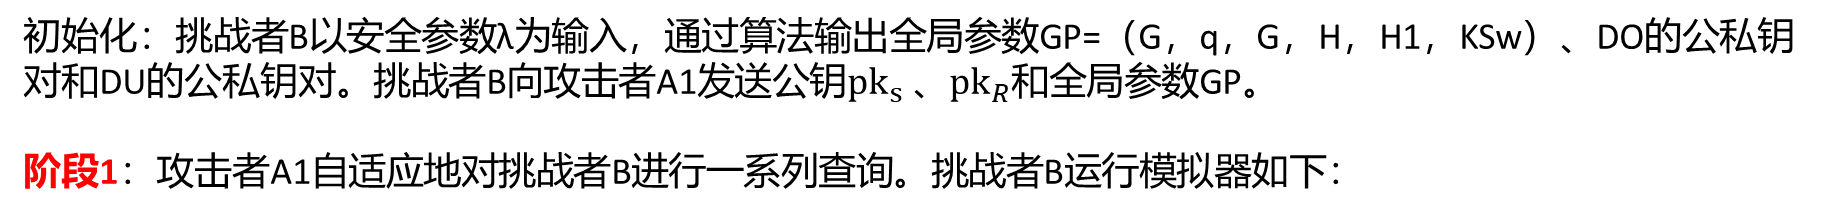 初始化：挑战者B以安全参数λ为输入，通过算法输出全局参数GP=（G，q，G，H，H1，KSw）、DO的公私钥
对和DU的公私钥对。挑战者B向攻击者A1发送公钥pkₛ 、pk_R和全局参数GP。
阶段1：攻击者A1自适应地对挑战者B进行一系列查询。挑战者B运行模拟器如下：